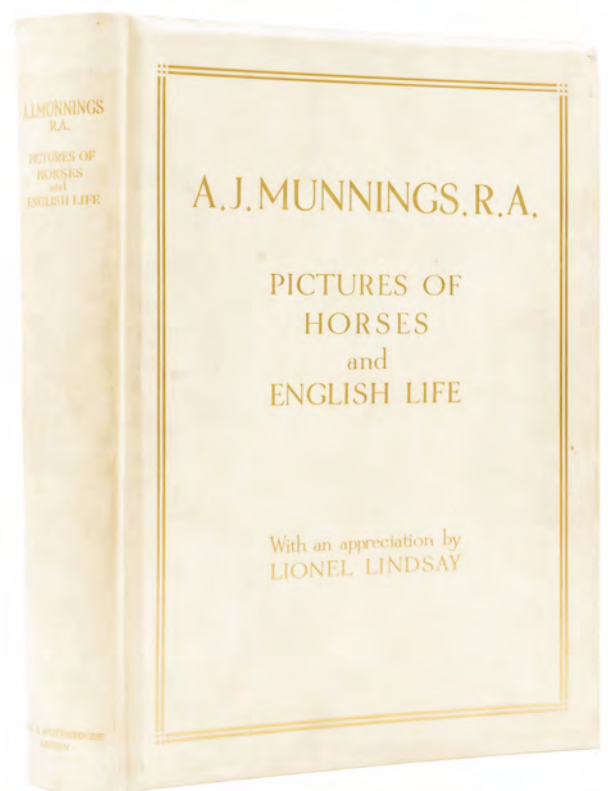 A.J.MUNNINGS
R.A.
PICTURES OF
HORSES
and
ENGLISH LIFE
LONDON
A.J.MUNNINGS.R.A.
PICTURES OF
HORSES
and
ENGLISH LIFE
With an appreciation by
LIONEL LINDSAY